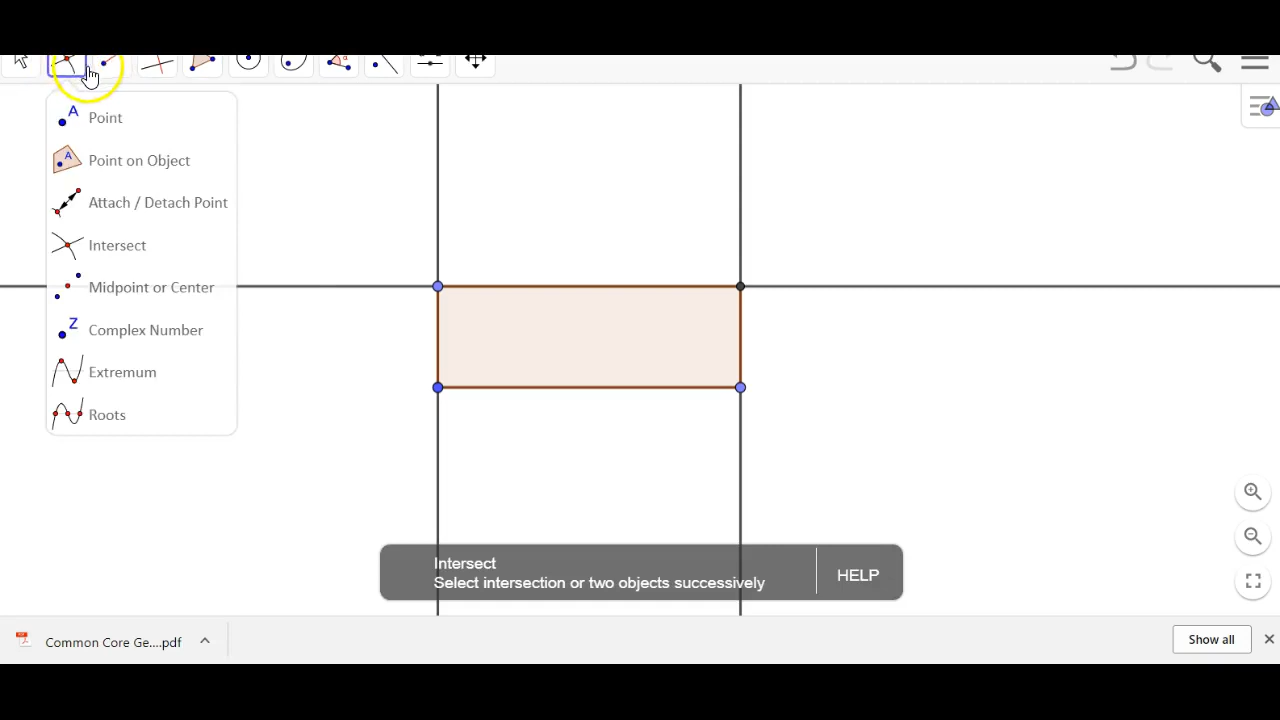 A
Point
A
Point on Object
Attach / Detach Point
Intersect
Midpoint or Center
Z
Complex Number
Extremum
Roots
Intersect
Select intersection or two objects successively
HELP
Common Core Ge....pdf
Show all